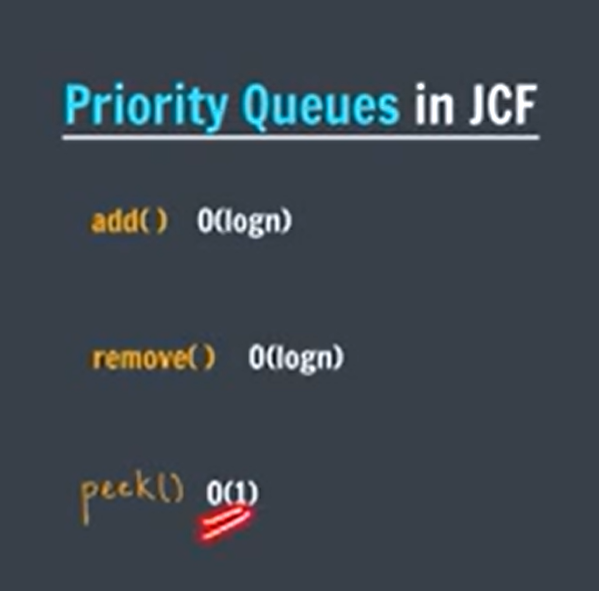 Priority Queues in JCF
add( ) O(logn)
remove( ) O(logn)
peek() O(1)